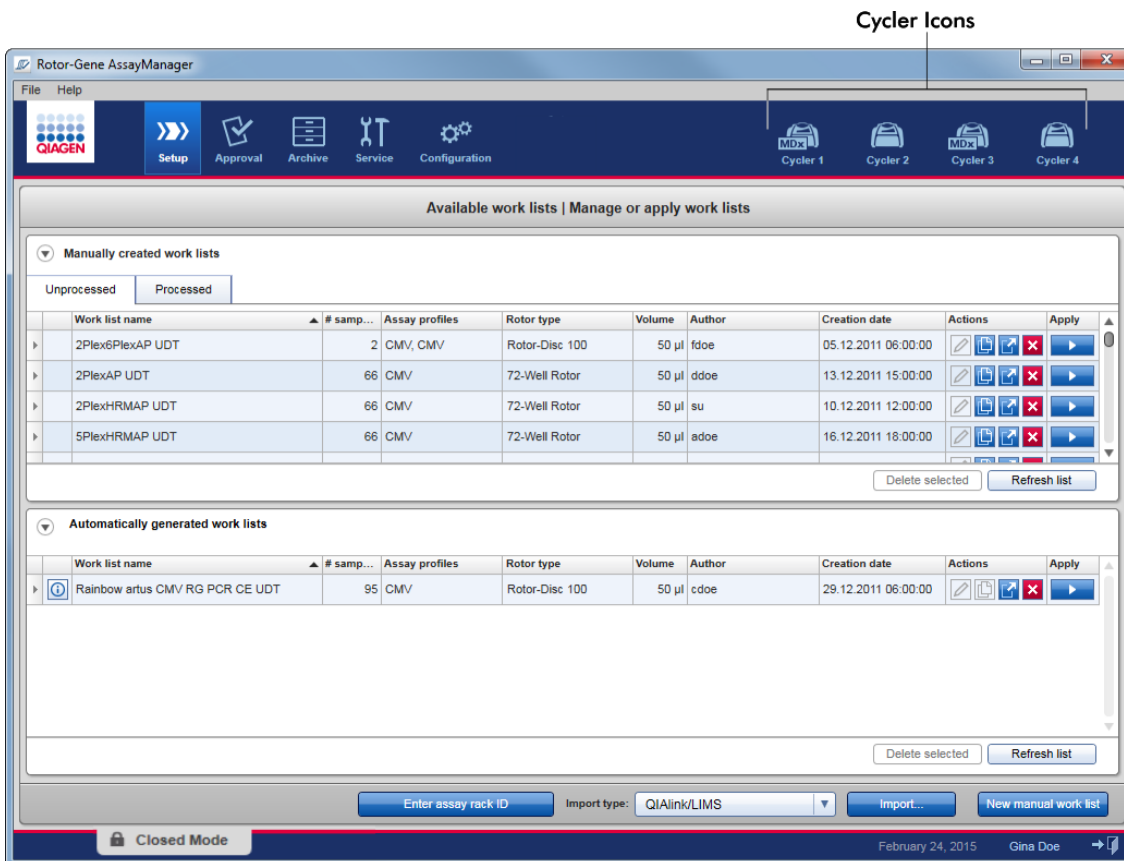 Cycler Icons
Rotor-Gene AssayManager
File Help
QIAGEN
Setup Approval Archive Service Configuration MDx Cycler 1 Cycler 2 MDx Cycler 3 Cycler 4
Available work lists | Manage or apply work lists
Manually created work lists
Unprocessed Processed
Work list name # samp... Assay profiles Rotor type Volume Author Creation date Actions Apply
2Plex6PlexAP UDT 2 CMV, CMV Rotor-Disc 100 50 µl fdoe 05.12.2011 06:00:00
2PlexAP UDT 66 CMV 72-Well Rotor 50 µl ddoe 13.12.2011 15:00:00
2PlexHRMAP UDT 66 CMV 72-Well Rotor 50 µl su 10.12.2011 12:00:00
5PlexHRMAP UDT 66 CMV 72-Well Rotor 50 µl adoe 16.12.2011 18:00:00
Delete selected Refresh list
Automatically generated work lists
Work list name # samp... Assay profiles Rotor type Volume Author Creation date Actions Apply
Rainbow artus CMV RG PCR CE UDT 95 CMV Rotor-Disc 100 50 µl cdoe 29.12.2011 06:00:00
Delete selected Refresh list
Enter assay rack ID Import type: QIAlink/LIMS Import... New manual work list
Closed Mode February 24, 2015 Gina Doe